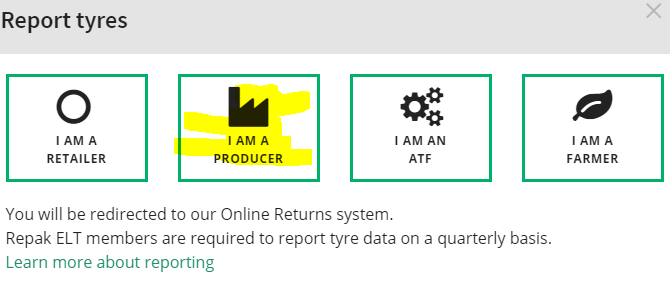 Report tyres
I AM A
RETAILER
I AM A
PRODUCER
I AM AN
ATF
I AM A
FARMER
You will be redirected to our Online Returns system.
Repak ELT members are required to report tyre data on a quarterly basis.
Learn more about reporting